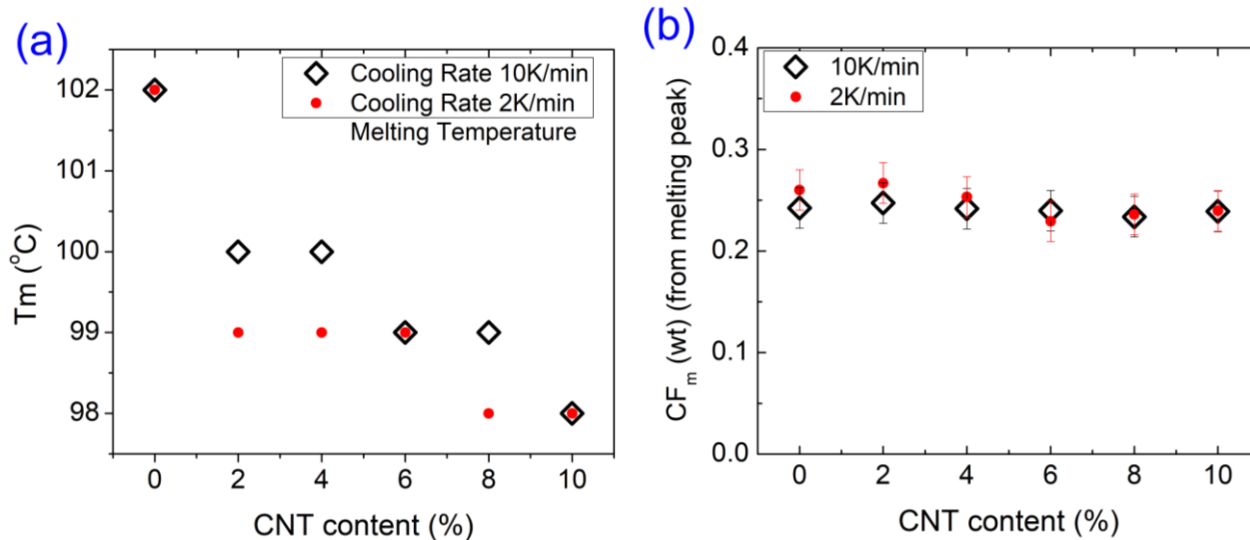 (a)
102
101
100
99
98
Tm (°C)
Cooling Rate 10K/min
Cooling Rate 2K/min
Melting Temperature
0 2 4 6 8 10
CNT content (%)
(b)
0.4
0.3
0.2
0.1
0.0
CFm (wt) (from melting peak)
10K/min
2K/min
0 2 4 6 8 10
CNT content (%)